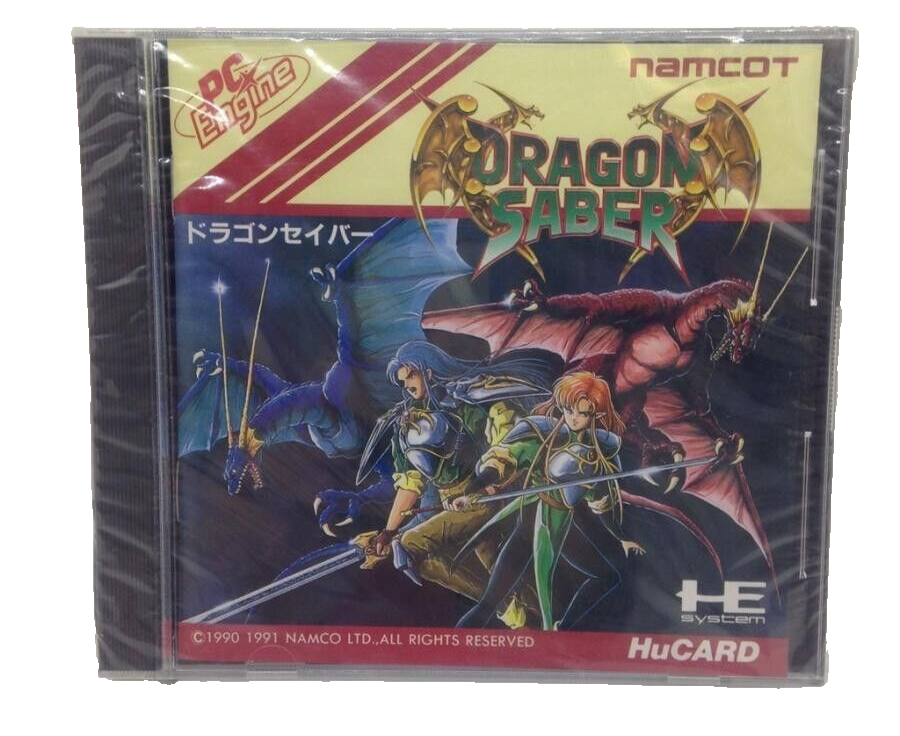 PC Engine
namcot
DRAGON
SABER
ドラゴンセイバー
HE
system
©1990 1991 NAMCO LTD.,ALL RIGHTS RESERVED
HuCARD